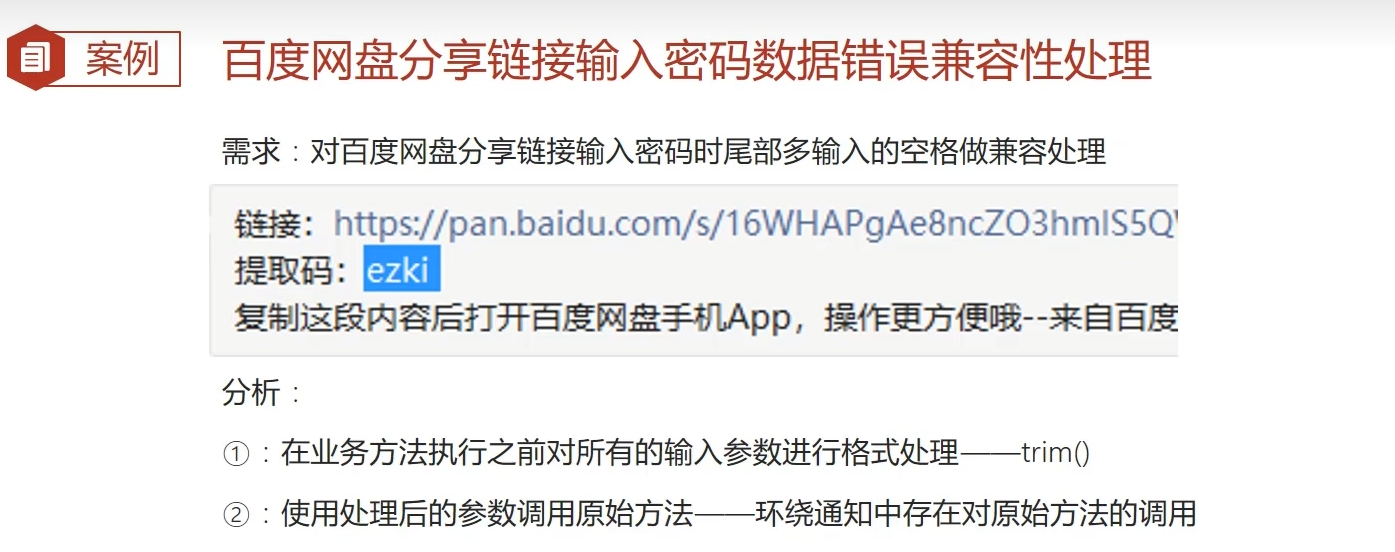 案例
百度网盘分享链接输入密码数据错误兼容性处理
需求：对百度网盘分享链接输入密码时尾部多输入的空格做兼容处理
链接：https://pan.baidu.com/s/16WHAPgAe8ncZO3hmIS5Q
提取码：ezki
复制这段内容后打开百度网盘手机App，操作更方便哦--来自百度
分析：
①：在业务方法执行之前对所有的输入参数进行格式处理——trim()
②：使用处理后的参数调用原始方法——环绕通知中存在对原始方法的调用